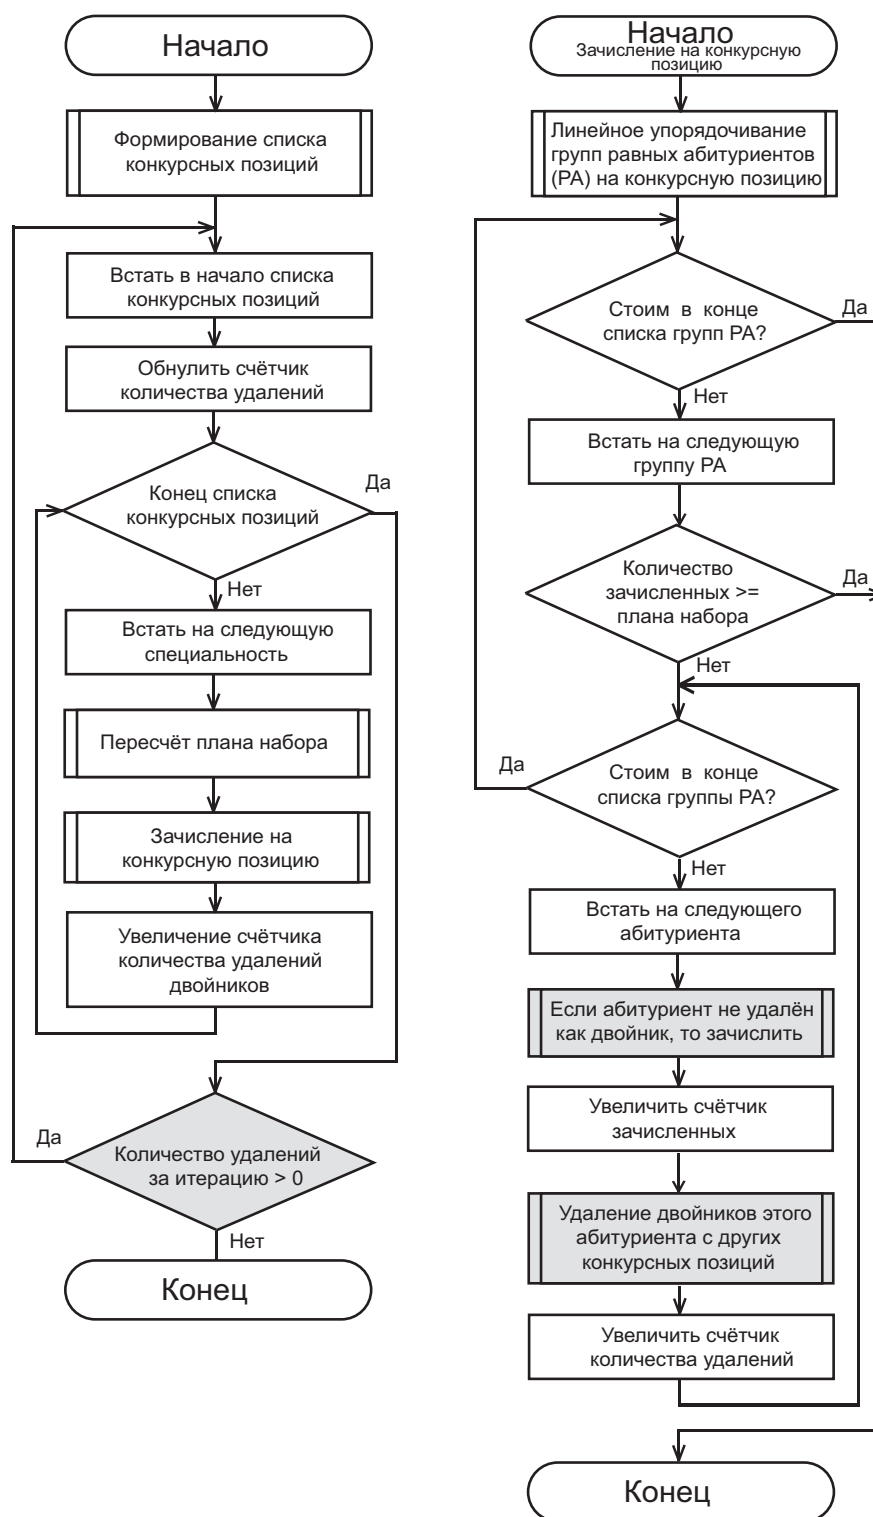 Начало
Формирование списка
конкурсных позиций
Встать в начало списка
конкурсных позиций
Обнулить счётчик
количества удалений
Конец списка
конкурсных позиций
Да
Нет
Встать на следующую
специальность
Пересчёт плана набора
Зачисление на
конкурсную позицию
Увеличение счётчика
количества удалений
двойников
Да
Количество удалений
за итерацию > 0
Нет
Конец
Начало
Зачисление на конкурсную
позицию
Линейное упорядочивание
групп равных абитуриентов
(РА) на конкурсную позицию
Стоим в конце
списка групп РА?
Да
Нет
Встать на следующую
группу РА
Количество
зачисленных >=
плана набора
Да
Нет
Да
Стоим в конце
списка группы РА?
Нет
Встать на следующего
абитуриента
Если абитуриент не удалён
как двойник, то зачислить
Увеличить счётчик
зачисленных
Удаление двойников этого
абитуриента с других
конкурсных позиций
Увеличить счётчик
количества удалений
Конец